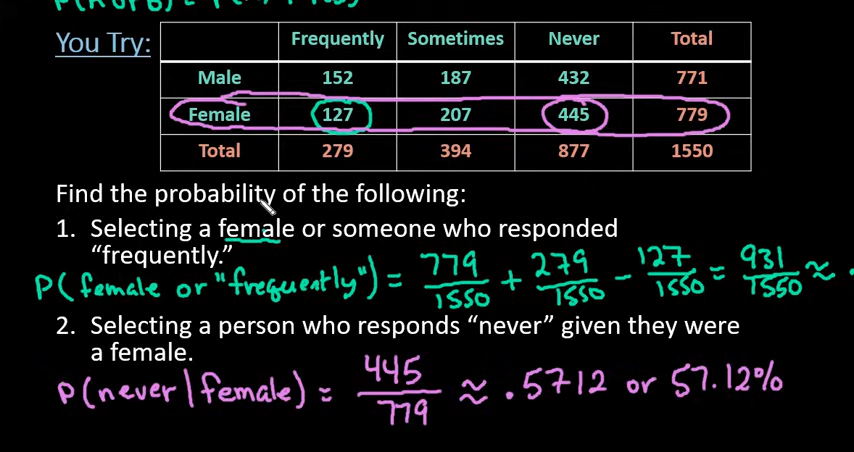 P(A or B) =
You Try:
Frequently Sometimes Never Total
Male 152 187 432 771
Female 127 207 445 779
Total 279 394 877 1550
Find the probability of the following:
1. Selecting a female or someone who responded
“frequently.”
P(female or "frequently") = 779/1550 + 279/1550 - 127/1550 = 931/1550 ≈ .
2. Selecting a person who responds “never” given they were
a female.
P(never|female) = 445/779 ≈ .5712 or 57.12%